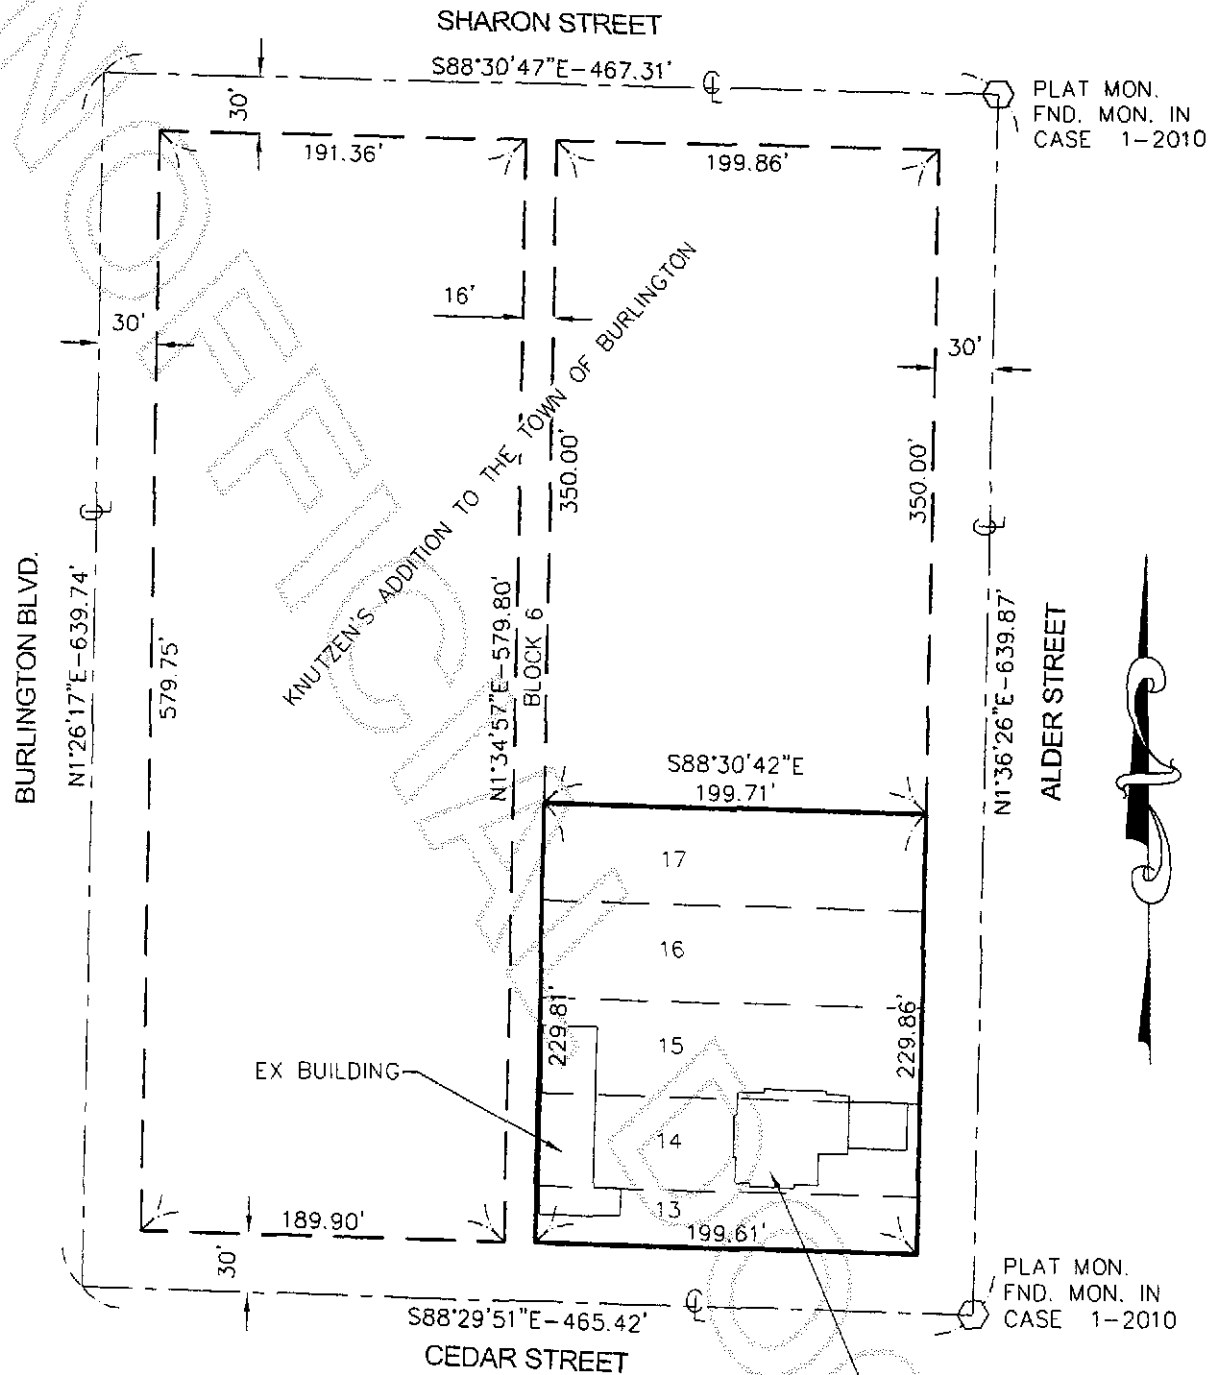 SHARON STREET
S88°30'47"E-467.31'
℄
PLAT MON.
FND. MON. IN
CASE 1-2010
30'
191.36'
199.86'
16'
30'
30'
KNUTZEN'S ADDITION TO THE TOWN OF BURLINGTON
350.00'
350.00'
℄
℄
BURLINGTON BLVD.
N1°26'17"E-639.74'
579.75'
N1°34'57"E-579.80'
BLOCK 6
N1°36'26"E-639.87'
ALDER STREET
S88°30'42"E
199.71'
17
16
229.81'
15
229.86'
EX BUILDING
14
13
189.90'
199.61'
30'
PLAT MON.
FND. MON. IN
CASE 1-2010
℄
S88°29'51"E-465.42'
CEDAR STREET
UNOFFICIAL DO